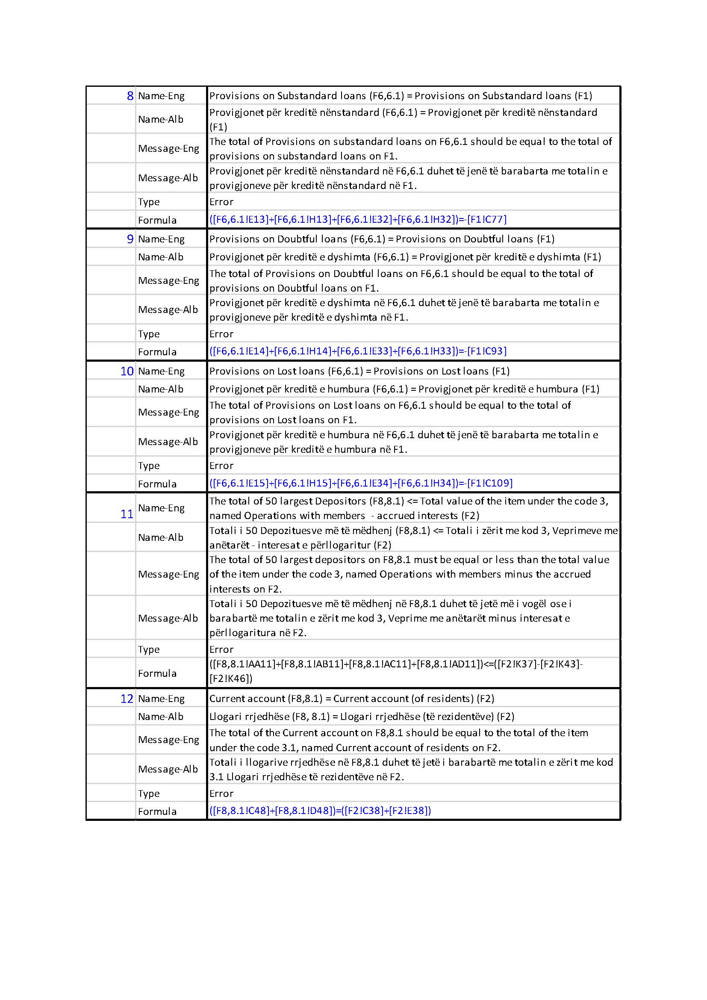 8 Name-Eng Provisions on Substandard loans (F6,6.1) = Provisions on Substandard loans (F1)
Name-Alb Provigjonet për kreditë nënstandard (F6,6.1) = Provigjonet për kreditë nënstandard
(F1)
Message-Eng The total of Provisions on substandard loans on F6,6.1 should be equal to the total of
provisions on substandard loans on F1.
Message-Alb Provigjonet për kreditë nënstandard në F6,6.1 duhet të jenë të barabarta me totalin e
provigjoneve për kreditë nënstandard në F1.
Type Error
Formula ([F6,6.1!E13]+[F6,6.1!H13]+[F6,6.1!E32]+[F6,6.1!H32])=-[F1!C77]
9 Name-Eng Provisions on Doubtful loans (F6,6.1) = Provisions on Doubtful loans (F1)
Name-Alb Provigjonet për kreditë e dyshimta (F6,6.1) = Provigjonet për kreditë e dyshimta (F1)
Message-Eng The total of Provisions on Doubtful loans on F6,6.1 should be equal to the total of
provisions on Doubtful loans on F1.
Message-Alb Provigjonet për kreditë e dyshimta në F6,6.1 duhet të jenë të barabarta me totalin e
provigjoneve për kreditë e dyshimta në F1.
Type Error
Formula ([F6,6.1!E14]+[F6,6.1!H14]+[F6,6.1!E33]+[F6,6.1!H33])=-[F1!C93]
10 Name-Eng Provisions on Lost loans (F6,6.1) = Provisions on Lost loans (F1)
Name-Alb Provigjonet për kreditë e humbura (F6,6.1) = Provigjonet për kreditë e humbura (F1)
Message-Eng The total of Provisions on Lost loans on F6,6.1 should be equal to the total of
provisions on Lost loans on F1.
Message-Alb Provigjonet për kreditë e humbura në F6,6.1 duhet të jenë të barabarta me totalin e
provigjoneve për kreditë e humbura në F1.
Type Error
Formula ([F6,6.1!E15]+[F6,6.1!H15]+[F6,6.1!E34]+[F6,6.1!H34])=-[F1!C109]
11 Name-Eng The total of 50 largest Depositors (F8,8.1) <= Total value of the item under the code 3,
named Operations with members  - accrued interests (F2)
Name-Alb Totali i 50 Depozituesve më të mëdhenj (F8,8.1) <= Totali i zërit me kod 3, Veprimeve me
anëtarët - interesat e përllogaritur (F2)
Message-Eng The total of 50 largest depositors on F8,8.1 must be equal or less than the total value
of the item under the code 3, named Operations with members minus the accrued
interests on F2.
Message-Alb Totali i 50 Depozituesve më të mëdhenj në F8,8.1 duhet të jetë më i vogël ose i
barabartë me totalin e zërit me kod 3, Veprime me anëtarët minus interesat e
përllogaritura në F2.
Type Error
Formula ([F8,8.1!AA11]+[F8,8.1!AB11]+[F8,8.1!AC11]+[F8,8.1!AD11])<=([F2!K37]-[F2!K43]-
[F2!K46])
12 Name-Eng Current account (F8,8.1) = Current account (of residents) (F2)
Name-Alb Llogari rrjedhëse (F8, 8.1) = Llogari rrjedhëse (të rezidentëve) (F2)
Message-Eng The total of the Current account on F8,8.1 should be equal to the total of the item
under the code 3.1, named Current account of residents on F2.
Message-Alb Totali i llogarive rrjedhëse në F8,8.1 duhet të jetë i barabartë me totalin e zërit me kod
3.1 Llogari rrjedhëse të rezidentëve në F2.
Type Error
Formula ([F8,8.1!C48]+[F8,8.1!D48])=([F2!C38]+[F2!E38])